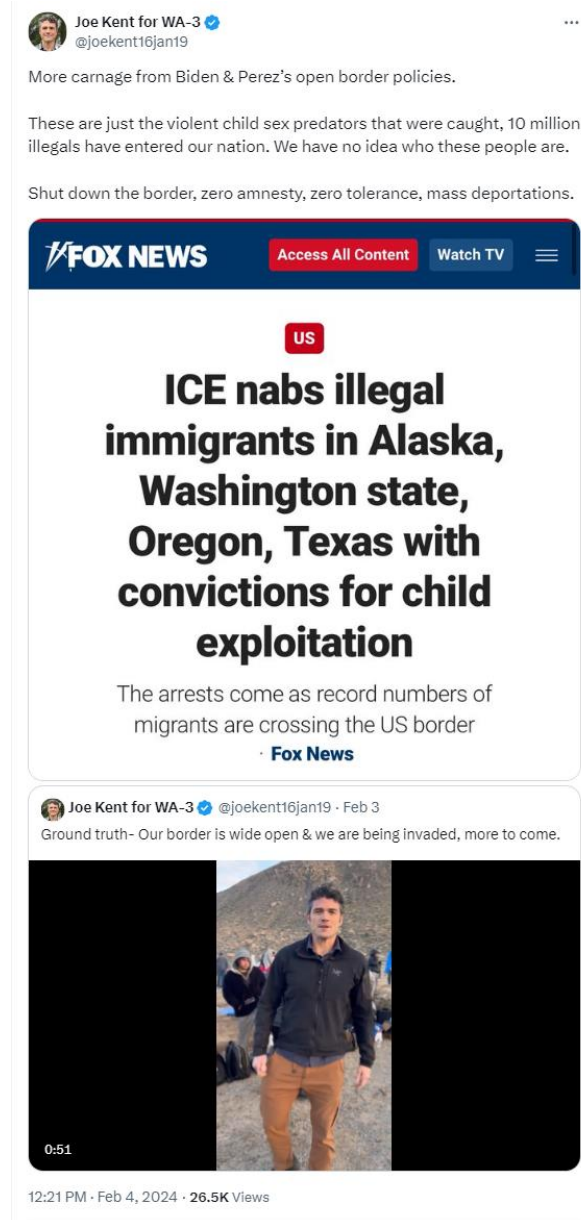 Joe Kent for WA-3
@joekent16jan19
More carnage from Biden & Perez's open border policies.
These are just the violent child sex predators that were caught, 10 million
illegals have entered our nation. We have no idea who these people are.
Shut down the border, zero amnesty, zero tolerance, mass deportations.
FOX NEWS
Access All Content
Watch TV
US
ICE nabs illegal
immigrants in Alaska,
Washington state,
Oregon, Texas with
convictions for child
exploitation
The arrests come as record numbers of
migrants are crossing the US border
· Fox News
Joe Kent for WA-3 @joekent16jan19 · Feb 3
Ground truth- Our border is wide open & we are being invaded, more to come.
0:51
12:21 PM · Feb 4, 2024 · 26.5K Views